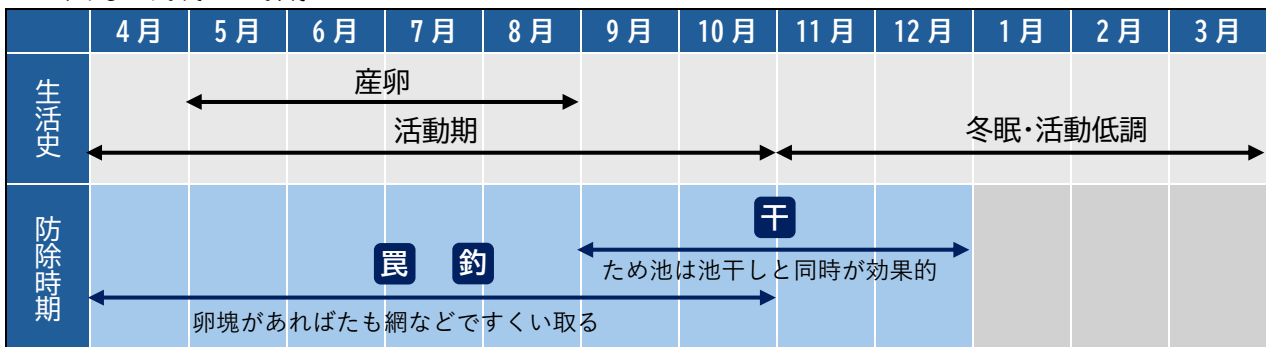 4月 5月 6月 7月 8月 9月 10月 11月 12月 1月 2月 3月
生活史
産卵
活動期
冬眠・活動低調
防除時期
干
罠 釣
ため池は池干しと同時が効果的
卵塊があればたも網などですくい取る